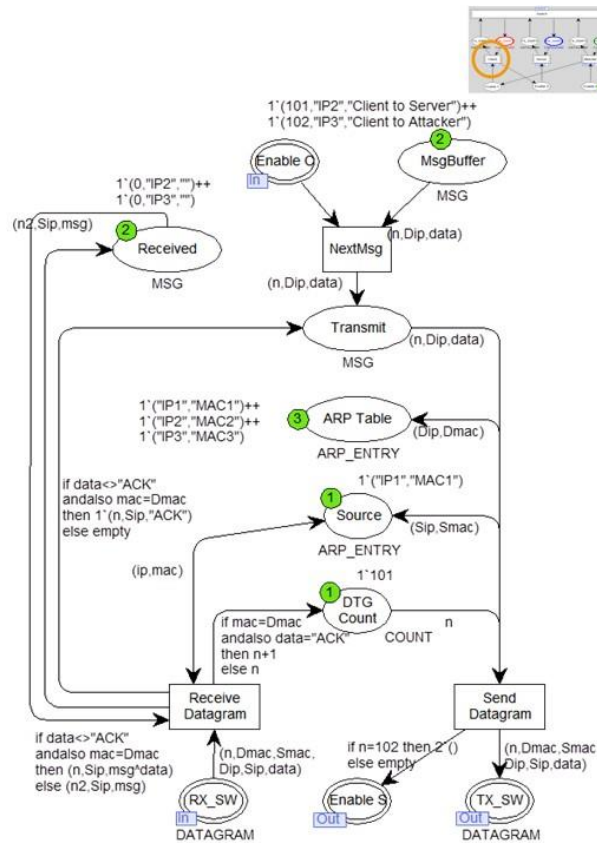 1`(101,"IP2","Client to Server")++
1`(102,"IP3","Client to Attacker")
2
Enable C
In
MsgBuffer
MSG
1`(0,"IP2","")++
1`(0,"IP3","")
(n2,Sip,msg)
2
Received
MSG
(n,Dip,data)
NextMsg
(n,Dip,data)
Transmit
MSG
(n,Dip,data)
1`("IP1","MAC1")++
1`("IP2","MAC2")++
1`("IP3","MAC3")
3
ARP Table
(Dip,Dmac)
ARP_ENTRY
if data<>"ACK"
andalso mac=Dmac
then 1`(n,Sip,"ACK")
else empty
1`("IP1","MAC1")
1
Source
(Sip,Smac)
ARP_ENTRY
(ip,mac)
1`101
1
DTG
Count
n
COUNT
if mac=Dmac
andalso data="ACK"
then n+1
else n
Receive
Datagram
Send
Datagram
if data<>"ACK"
andalso mac=Dmac
then (n,Sip,msg^data)
else (n2,Sip,msg)
(n,Dmac,Smac,
Dip,Sip,data)
if n=102 then 2`()
else empty
(n,Dmac,Smac,
Dip,Sip,data)
RX_SW
In
DATAGRAM
Enable S
Out
TX_SW
Out
DATAGRAM